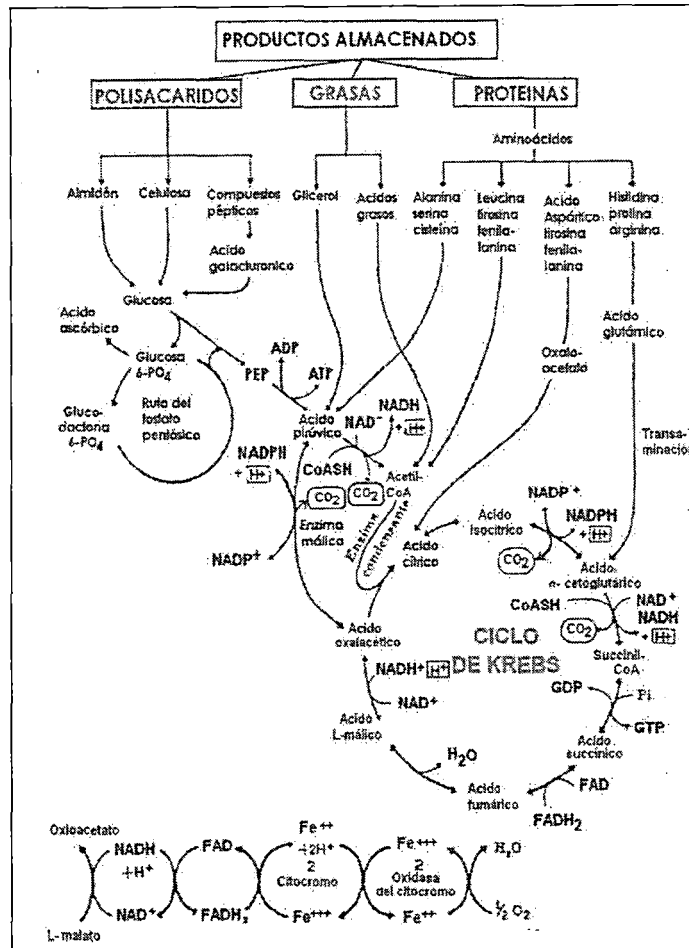 PRODUCTOS ALMACENADOS
POLISACARIDOS
GRASAS
PROTEINAS
Aminoácidos
Almidón
Celulosa
Compuestos
pépticos
Glicerol
Acidos
grasos
Alanina
serina
cisteína
Leucina
tirosina
fenila-
lanina
Acido
Aspártico
tirosina
fenila-
lanina
Histidina
prolina
arginina
Acido
galacturonico
Glucosa
Acido
ascórbico
Glucosa
6-PO4
Gluco-
lactona
6-PO4
Ruta del
fosfato
pentósico
ADP
PEP
ATP
Acido
glutámico
Oxalo-
acetato
Acido
pirúvico
NAD-
NADH
+ H+
Transa-
minación
NADPH
+ H+
CoASH
CO2
CO2
Acetil-
CoA
Enzima
málica
Enzima
condensante
NADP+
Acido
cítrico
Acido
isocítrico
NADP+
NADPH
+ H+
CO2
Acido
α-cetoglutárico
CoASH
NAD+
NADH
+ H+
CO2
Acido
oxalacético
CICLO
DE KREBS
Succinil-
CoA
NADH+ H+
NAD+
GDP
Pi
GTP
Acido
L-málico
H2O
Acido
succínico
Acido
fumárico
FAD
FADH2
Oxioacetato
NADH
+H+
FAD
Fe++
+2H+
2
Citocromo
Fe+++
Fe+++
2
Oxidasa
del citocromo
Fe++
H2O
½ O2
NAD+
FADH2
L-malato